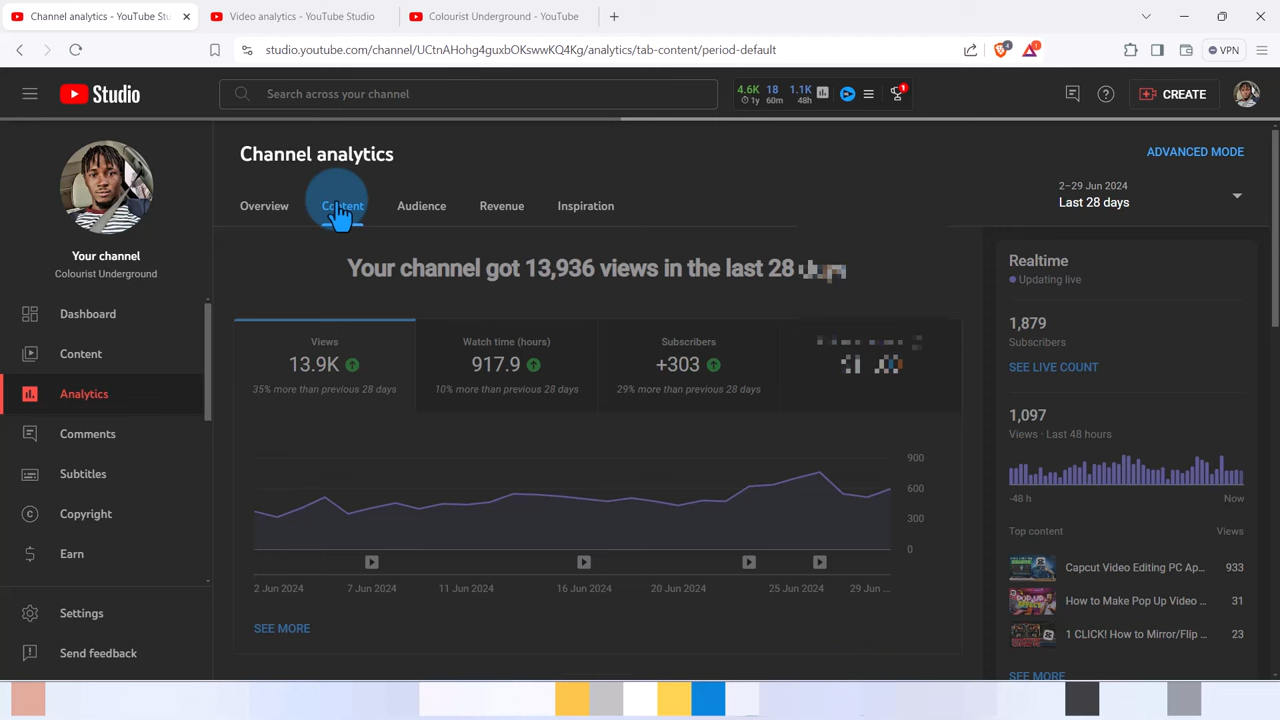 Channel analytics - YouTube Stu
Video analytics - YouTube Studio
Colourist Underground - YouTube
studio.youtube.com/channel/UCtnAHohg4guxbOKswwKQ4Kg/analytics/tab-content/period-default
4
1
VPN
Studio
Search across your channel
4.6K 18 1.1K
1y 60m 48h
1
CREATE
Your channel
Colourist Underground
Dashboard
Content
Analytics
Comments
Subtitles
Copyright
Earn
Settings
Send feedback
Channel analytics
ADVANCED MODE
Overview
Content
Audience
Revenue
Inspiration
2–29 Jun 2024
Last 28 days
Your channel got 13,936 views in the last 28
Views
13.9K
35% more than previous 28 days
Watch time (hours)
917.9
10% more than previous 28 days
Subscribers
+303
29% more than previous 28 days
900
600
300
0
2 Jun 2024
7 Jun 2024
11 Jun 2024
16 Jun 2024
20 Jun 2024
25 Jun 2024
29 Jun ...
SEE MORE
Realtime
Updating live
1,879
Subscribers
SEE LIVE COUNT
1,097
Views · Last 48 hours
-48 h
Now
Top content
Views
Capcut Video Editing PC Ap...
933
How to Make Pop Up Video ...
31
1 CLICK! How to Mirror/Flip ...
23
SEE MORE